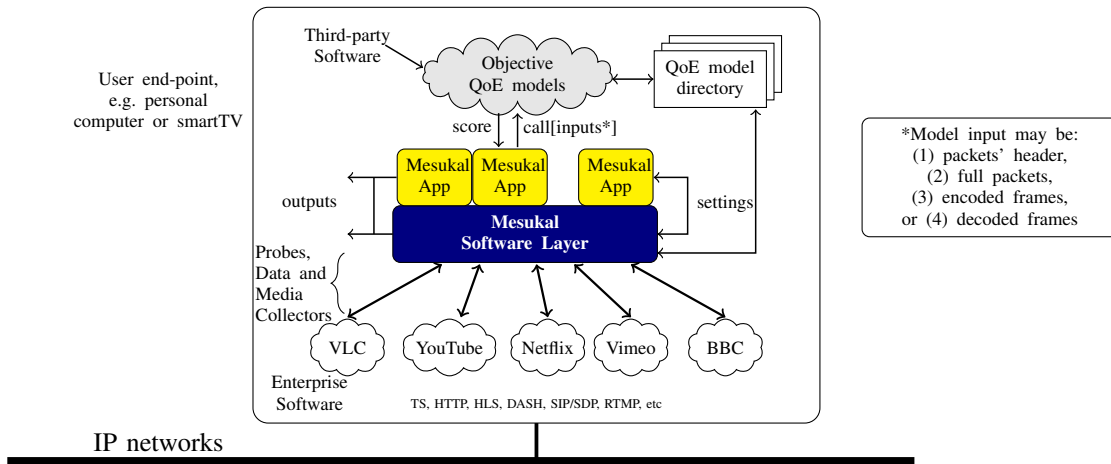 Third-party
Software
Objective
QoE models
QoE model
directory
User end-point,
e.g. personal
computer or smartTV
score
call[inputs*]
*Model input may be:
(1) packets' header,
(2) full packets,
(3) encoded frames,
or (4) decoded frames
Mesukal
App
Mesukal
App
Mesukal
App
outputs
settings
Mesukal
Software Layer
Probes,
Data and
Media
Collectors
VLC
YouTube
Netflix
Vimeo
BBC
Enterprise
Software
TS, HTTP, HLS, DASH, SIP/SDP, RTMP, etc
IP networks